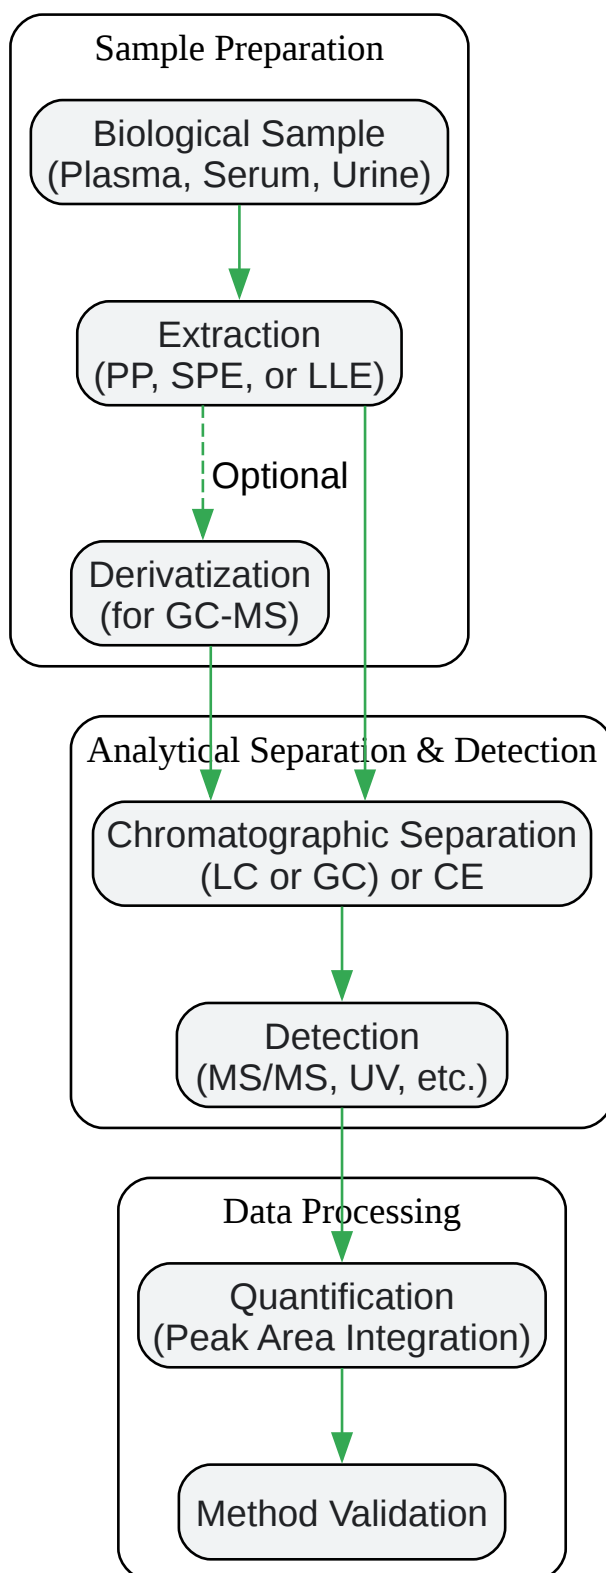 Sample Preparation
Biological Sample
(Plasma, Serum, Urine)
Extraction
(PP, SPE, or LLE)
Optional
Derivatization
(for GC-MS)
Analytical Separation & Detection
Chromatographic Separation
(LC or GC) or CE
Detection
(MS/MS, UV, etc.)
Data Processing
Quantification
(Peak Area Integration)
Method Validation